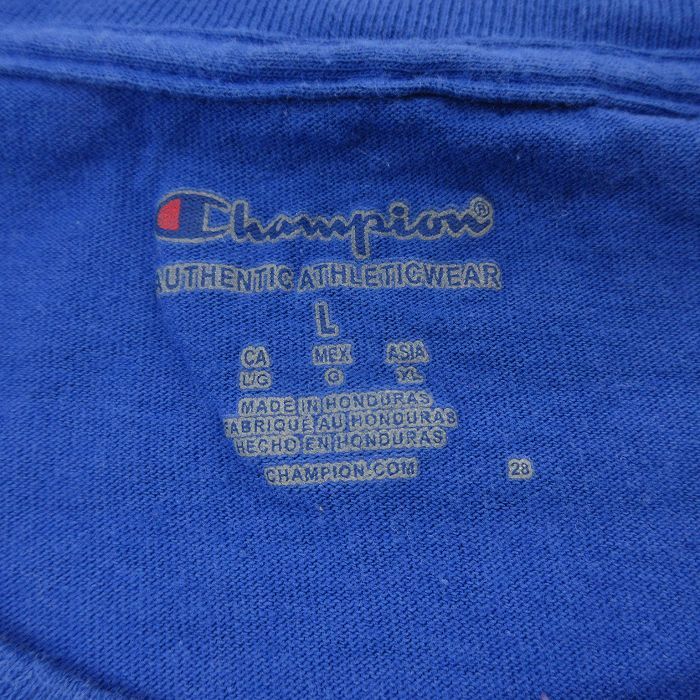 Champion®
AUTHENTIC ATHLETICWEAR
L
CA MEX ASIA
L/G G XL
MADE IN HONDURAS
FABRIQUE AU HONDURAS
HECHO EN HONDURAS
CHAMPION.COM 28